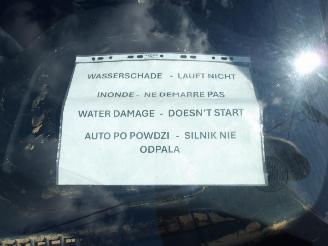 WASSERSCHADE - LAUFT NICHT
INONDE - NE DEMARRE PAS
WATER DAMAGE - DOESN'T START
AUTO PO POWDZI - SILNIK NIE
ODPALA